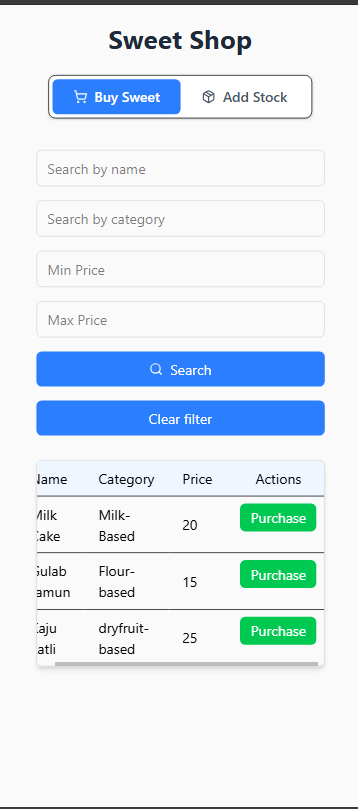 Sweet Shop
Buy Sweet Add Stock
Search by name
Search by category
Min Price
Max Price
Search
Clear filter
Name Category Price Actions
Milk Milk- 20 Purchase
Cake Based
Gulab Flour- 15 Purchase
amun based
Kaju dryfruit- 25 Purchase
atli based